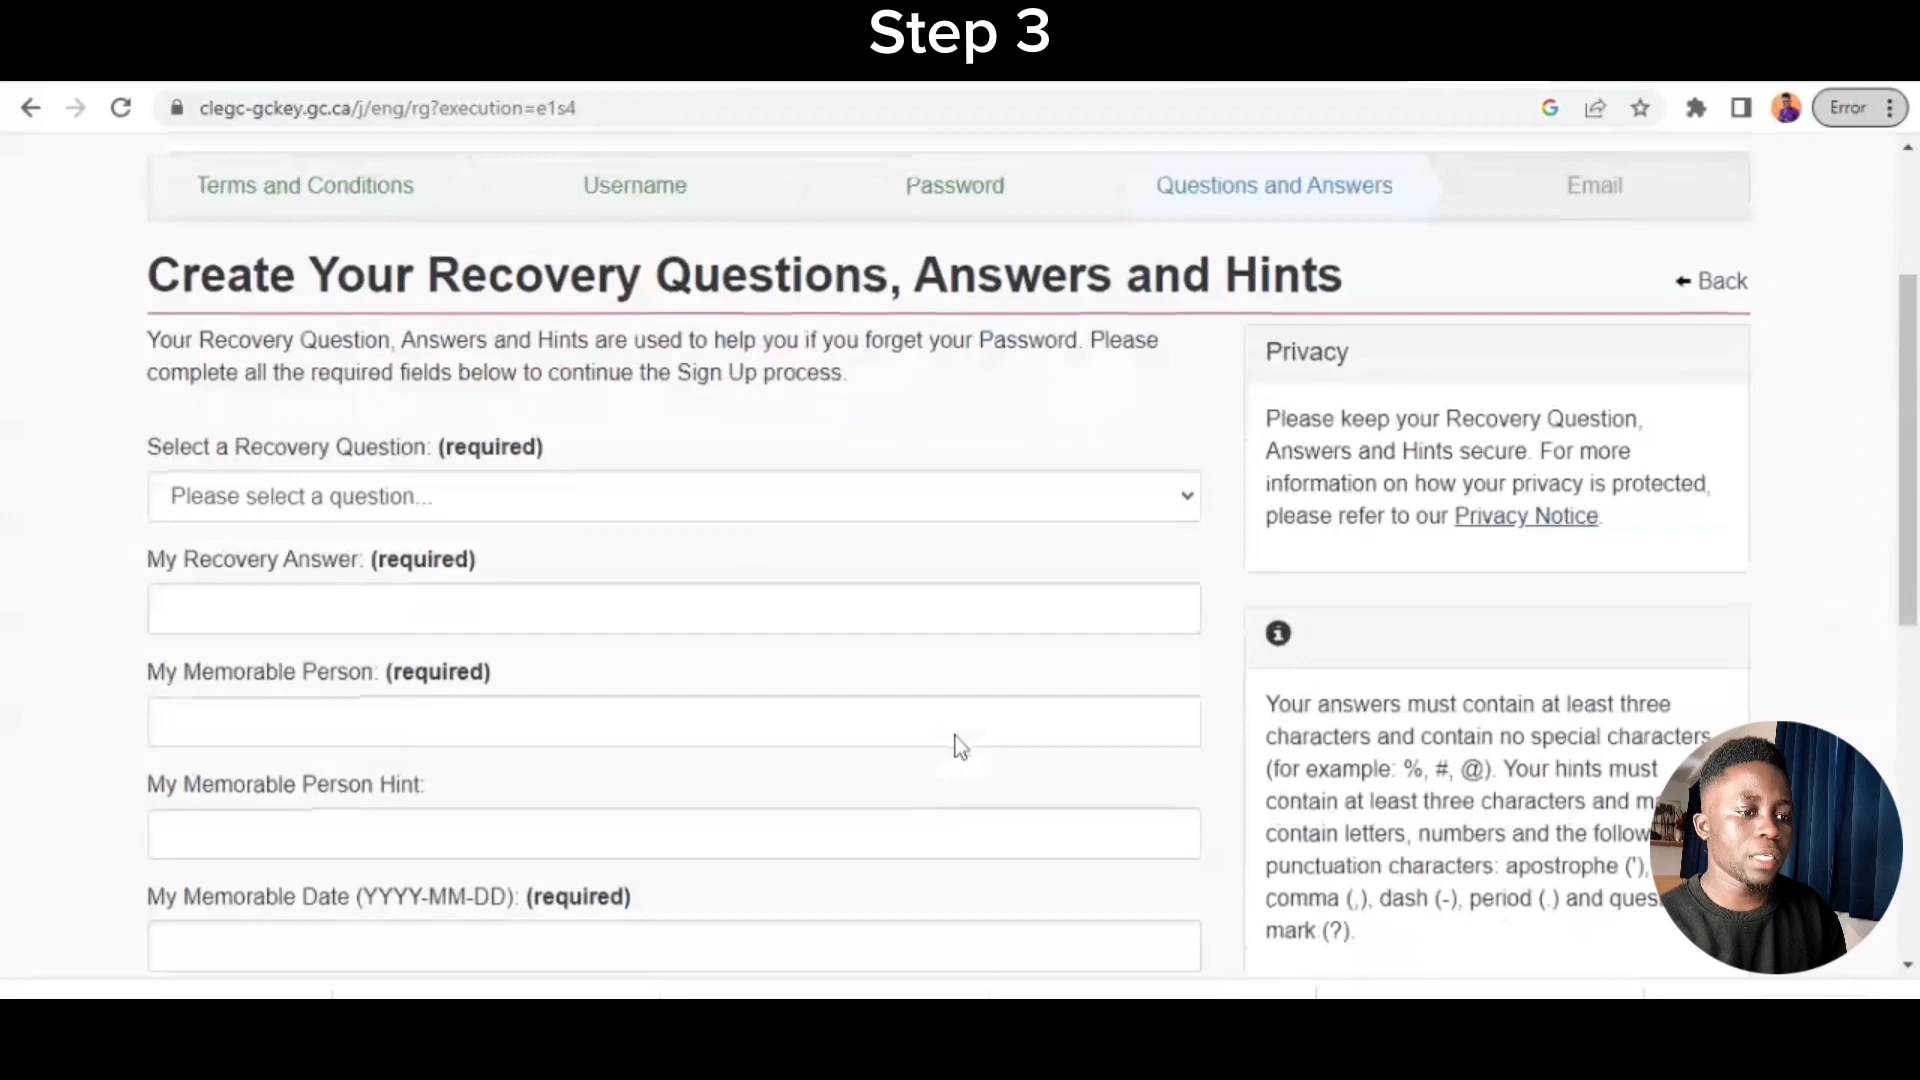 Step 3
clegc-gckey.gc.ca/j/eng/rg?execution=e1s4
Error
Terms and Conditions
Username
Password
Questions and Answers
Email
Create Your Recovery Questions, Answers and Hints
Back
Your Recovery Question, Answers and Hints are used to help you if you forget your Password. Please
complete all the required fields below to continue the Sign Up process.
Select a Recovery Question: (required)
Please select a question...
My Recovery Answer: (required)
My Memorable Person: (required)
My Memorable Person Hint:
My Memorable Date (YYYY-MM-DD): (required)
Privacy
Please keep your Recovery Question,
Answers and Hints secure. For more
information on how your privacy is protected,
please refer to our Privacy Notice.
Your answers must contain at least three
characters and contain no special characters
(for example: %, #, @). Your hints must
contain at least three characters and
contain letters, numbers and the
punctuation characters: apostrophe ('),
comma (,), dash (-), period (.) and
mark (?).